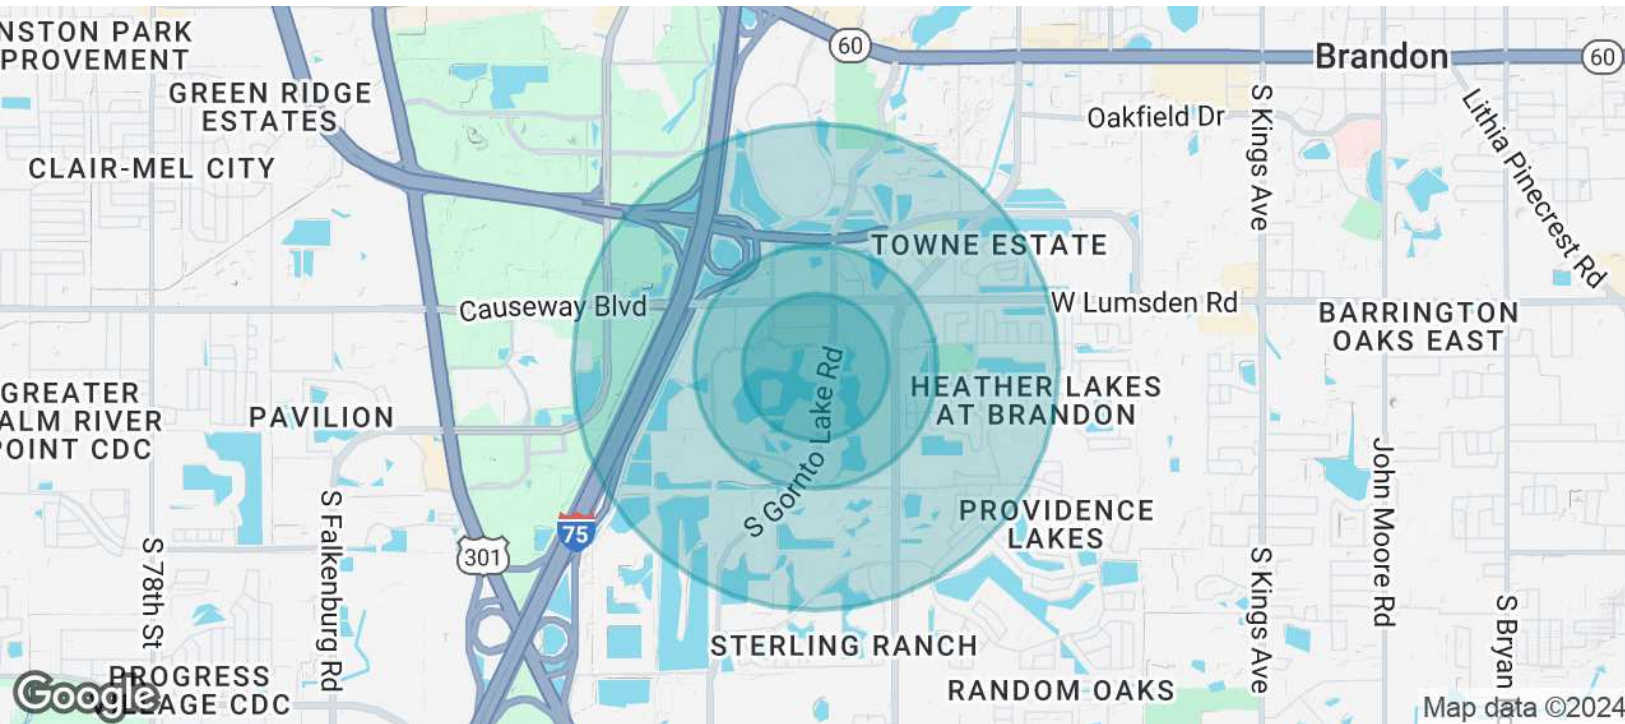 NSTON PARK
PROVEMENT
60
Brandon
60
GREEN RIDGE
ESTATES
Oakfield Dr
S Kings Ave
Lithia Pinecrest Rd
CLAIR-MEL CITY
TOWNE ESTATE
Causeway Blvd
W Lumsden Rd
BARRINGTON
OAKS EAST
GREATER
ALM RIVER
POINT CDC
PAVILION
S Gornto Lake Rd
HEATHER LAKES
AT BRANDON
John Moore Rd
S Falkenburg Rd
75
301
PROVIDENCE
LAKES
S 78th St
S Kings Ave
S Bryan
STERLING RANCH
RANDOM OAKS
PROGRESS
VILLAGE CDC
Google
Map data ©2024